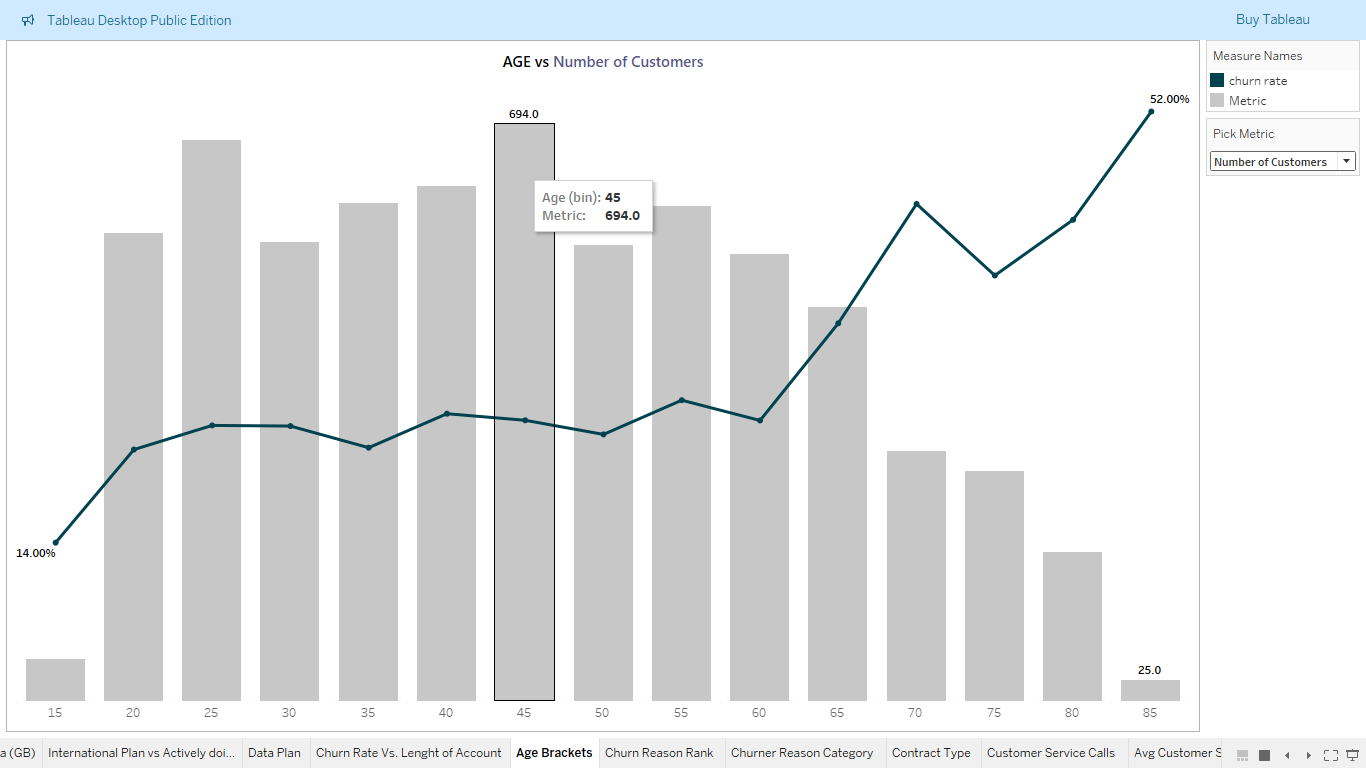 Tableau Desktop Public Edition
Buy Tableau
AGE vs Number of Customers
Measure Names
churn rate
Metric
Pick Metric
Number of Customers
694.0
52.00%
Age (bin): 45
Metric: 694.0
14.00%
25.0
15 20 25 30 35 40 45 50 55 60 65 70 75 80 85
a (GB) International Plan vs Actively doi... Data Plan Churn Rate Vs. Lenght of Account Age Brackets Churn Reason Rank Churner Reason Category Contract Type Customer Service Calls Avg Customer S